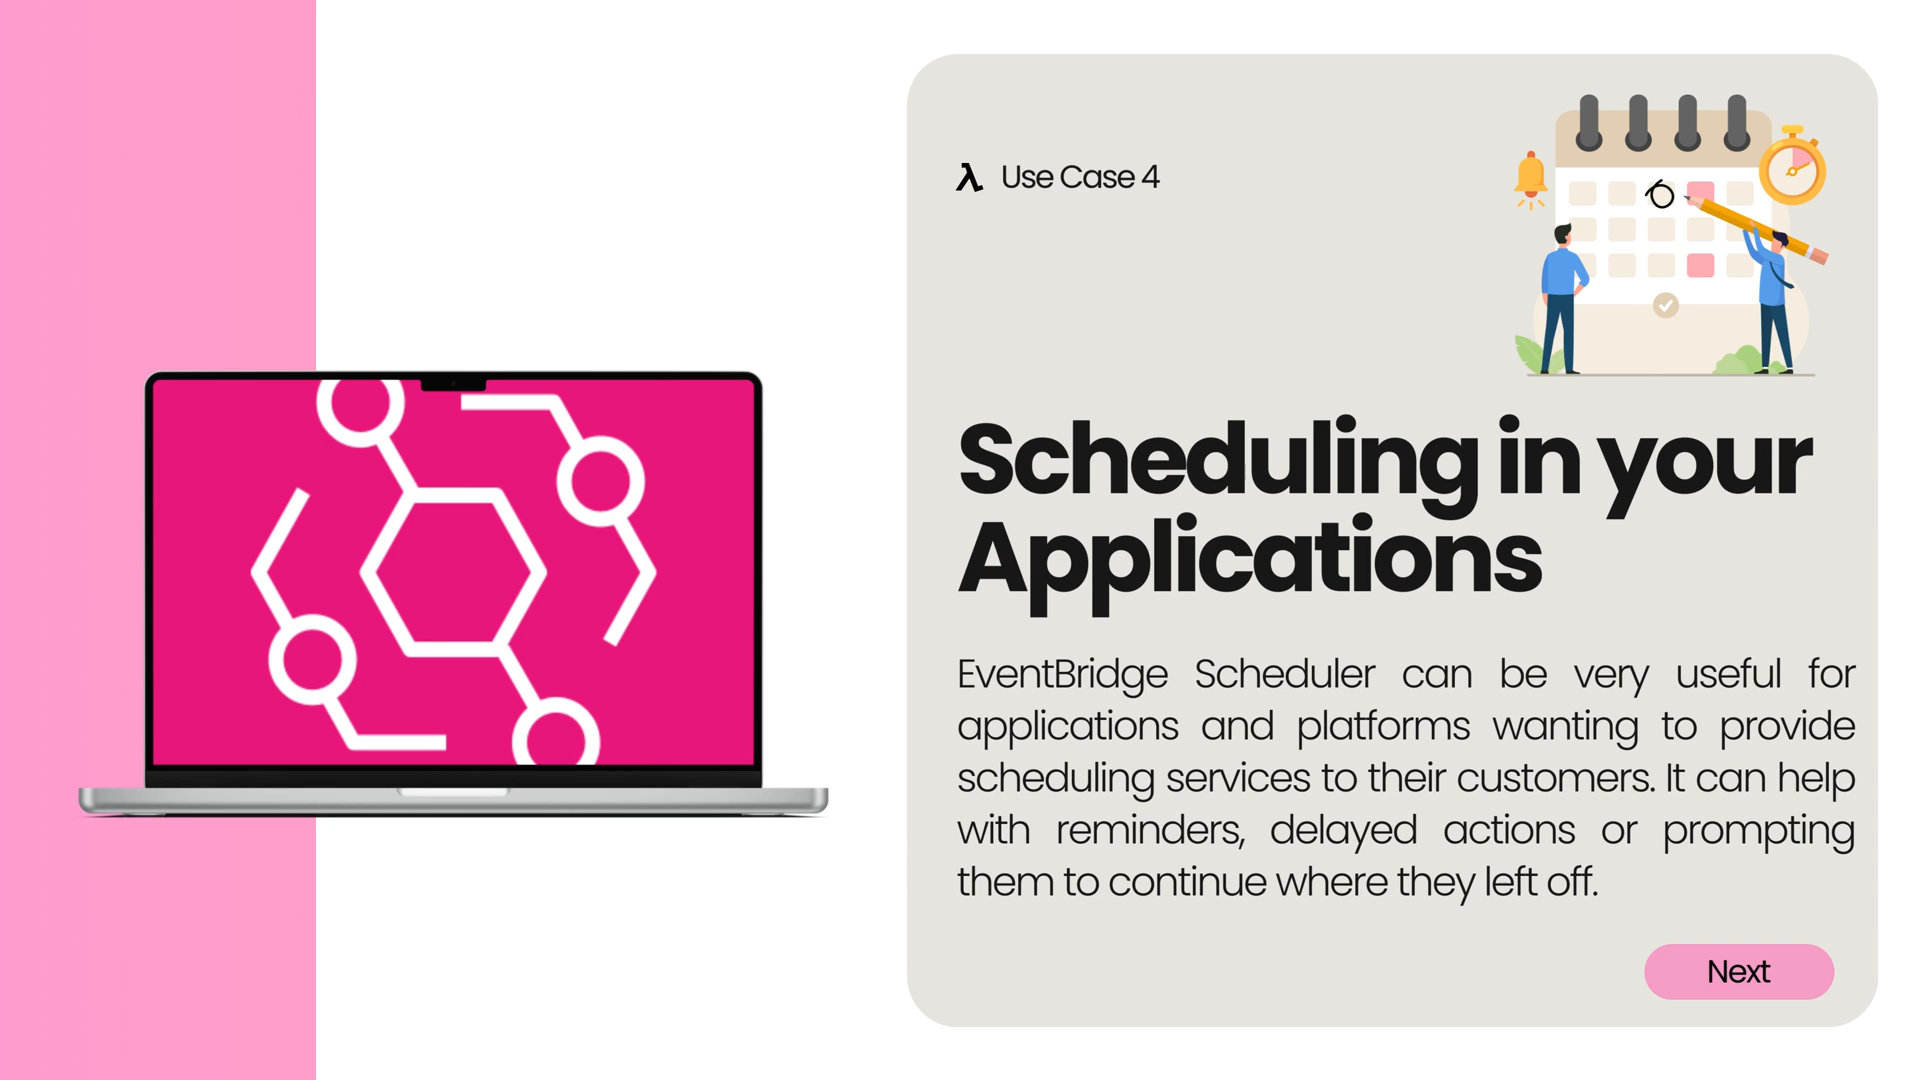 Use Case 4
Scheduling in your
Applications
EventBridge Scheduler can be very useful for
applications and platforms wanting to provide
scheduling services to their customers. It can help
with reminders, delayed actions or prompting
them to continue where they left off.
Next